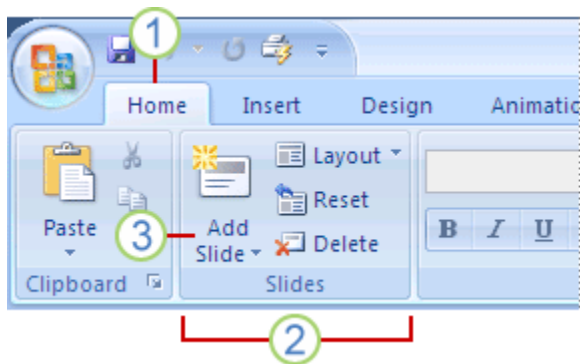 1
Home Insert Design Animatic
Layout
Reset
Paste
3
Add
Slide
Delete
B I U
Clipboard
Slides
2